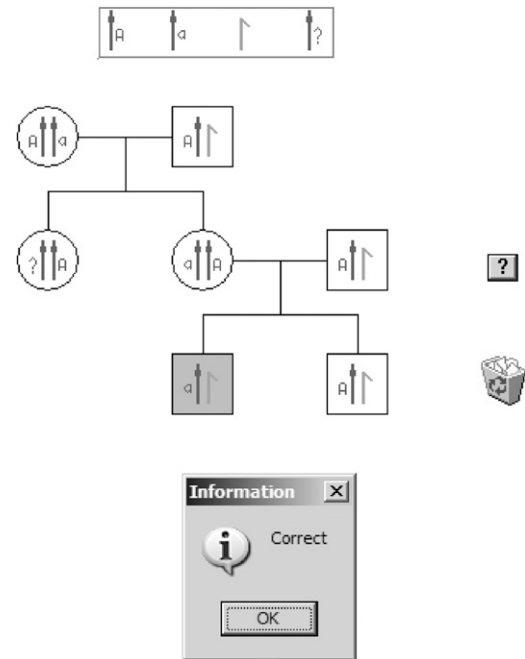 A a ?
A a A
? A a A A
?
a A
Information
Correct
OK